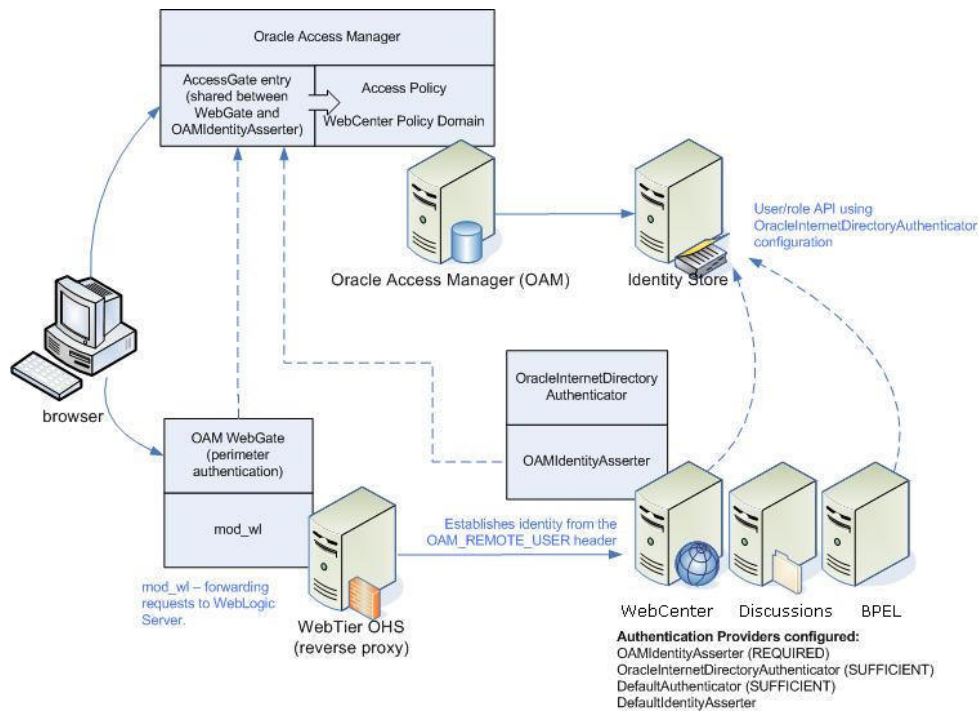 Oracle Access Manager
AccessGate entry
(shared between
WebGate and
OAMIdentityAsserter)
Access Policy
WebCenter Policy Domain
User/role API using
OracleInternetDirectoryAuthenticator
configuration
Oracle Access Manager (OAM)
Identity Store
browser
OracleInternetDirectory
Authenticator
OAMIdentityAsserter
OAM WebGate
(perimeter
authentication)
mod_wl
Establishes identity from the
OAM_REMOTE_USER header
mod_wl – forwarding
requests to WebLogic
Server.
WebTier OHS
(reverse proxy)
WebCenter
Discussions
BPEL
Authentication Providers configured:
OAMIdentityAsserter (REQUIRED)
OracleInternetDirectoryAuthenticator (SUFFICIENT)
DefaultAuthenticator (SUFFICIENT)
DefaultIdentityAsserter